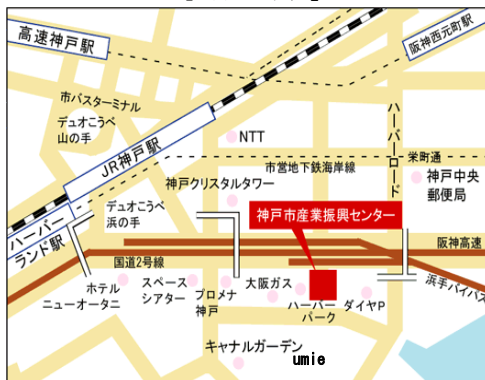 高速神戸駅
阪神西元町駅
市バスターミナル
デュオこうべ
山の手
NTT
ハーバーロード
JR神戸駅
市営地下鉄海岸線
栄町通
神戸中央
郵便局
神戸クリスタルタワー
デュオこうべ
浜の手
神戸市産業振興センター
ハーバー
ランド駅
阪神高速
国道2号線
浜手バイパス
ホテル
ニューオータニ
スペース
シアター
プロメナ
神戸
大阪ガス
ハーバー
パーク
ダイヤP
キャナルガーデン
umie